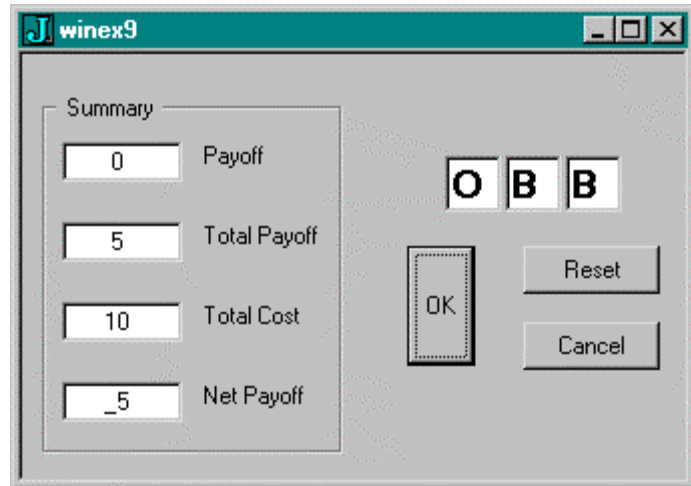 J winex9
Summary
0 Payoff
5 Total Payoff
10 Total Cost
_5 Net Payoff
O B B
OK
Reset
Cancel